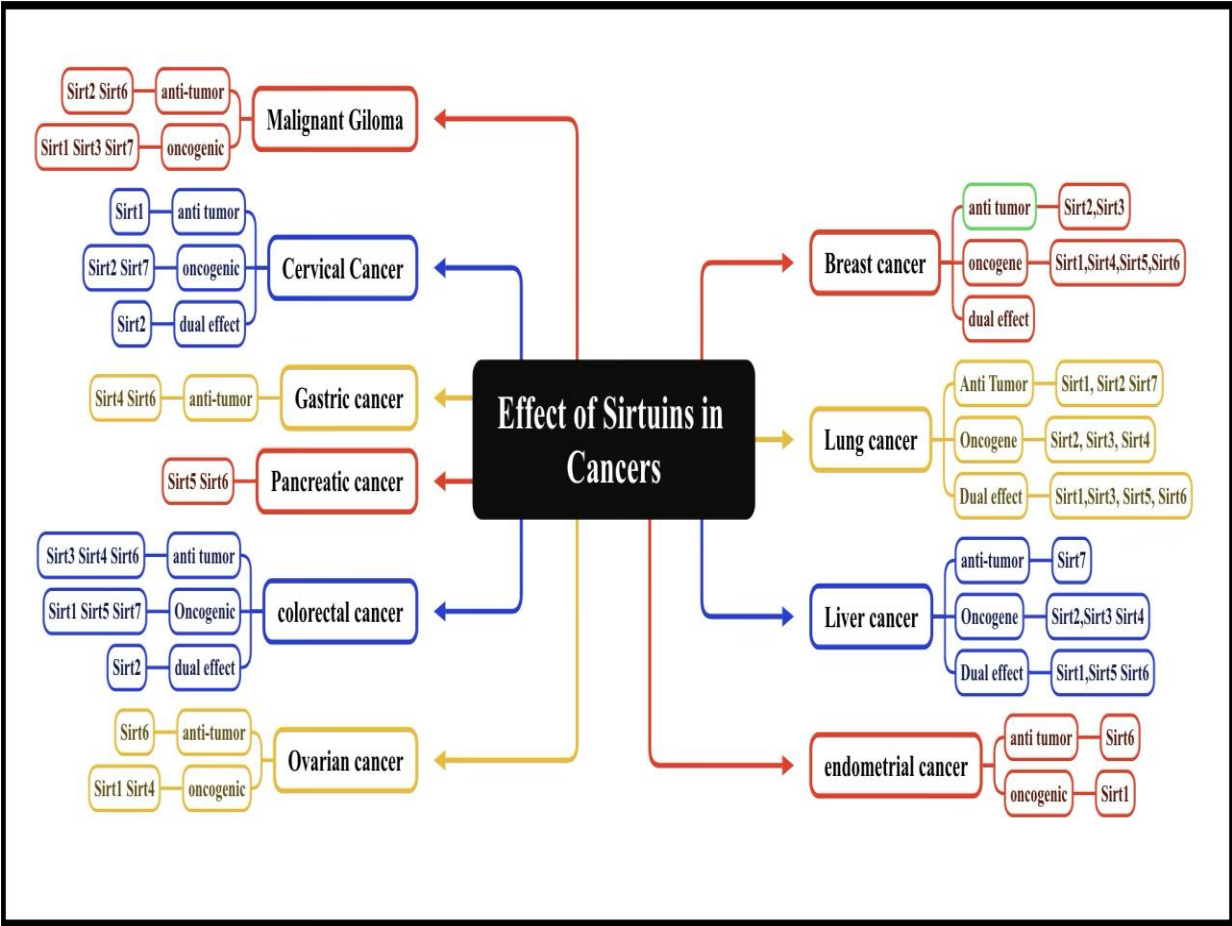 Effect of Sirtuins in
Cancers
Malignant Giloma
anti-tumor
Sirt2 Sirt6
oncogenic
Sirt1 Sirt3 Sirt7
Cervical Cancer
anti tumor
Sirt1
oncogenic
Sirt2 Sirt7
dual effect
Sirt2
Gastric cancer
anti-tumor
Sirt4 Sirt6
Pancreatic cancer
Sirt5 Sirt6
colorectal cancer
anti tumor
Sirt3 Sirt4 Sirt6
Oncogenic
Sirt1 Sirt5 Sirt7
dual effect
Sirt2
Ovarian cancer
anti-tumor
Sirt6
oncogenic
Sirt1 Sirt4
Breast cancer
anti tumor
Sirt2,Sirt3
oncogene
Sirt1,Sirt4,Sirt5,Sirt6
dual effect
Lung cancer
Anti Tumor
Sirt1, Sirt2 Sirt7
Oncogene
Sirt2, Sirt3, Sirt4
Dual effect
Sirt1,Sirt3, Sirt5, Sirt6
Liver cancer
anti-tumor
Sirt7
Oncogene
Sirt2,Sirt3 Sirt4
Dual effect
Sirt1,Sirt5 Sirt6
endometrial cancer
anti tumor
Sirt6
oncogenic
Sirt1